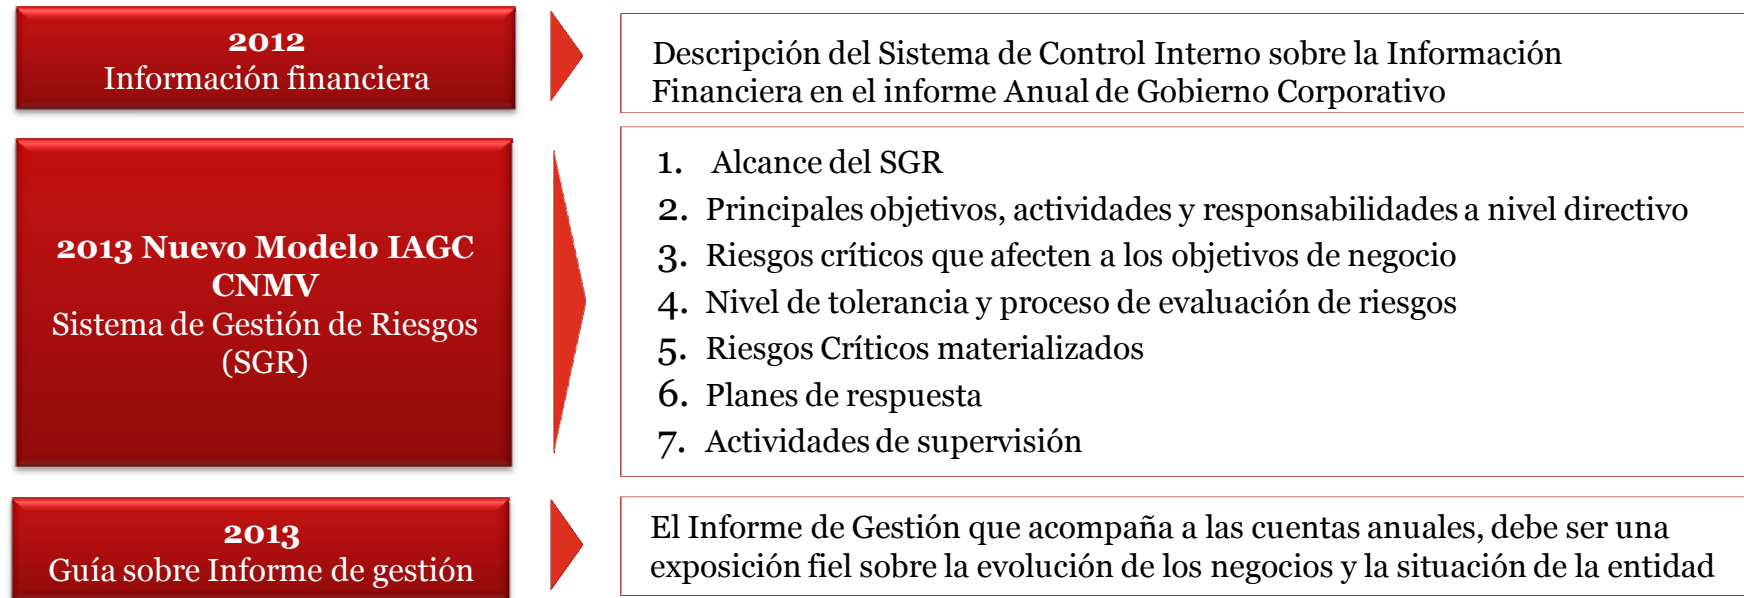 2012
Información financiera
Descripción del Sistema de Control Interno sobre la Información
Financiera en el informe Anual de Gobierno Corporativo
2013 Nuevo Modelo IAGC
CNMV
Sistema de Gestión de Riesgos
(SGR)
1. Alcance del SGR
2. Principales objetivos, actividades y responsabilidades a nivel directivo
3. Riesgos críticos que afecten a los objetivos de negocio
4. Nivel de tolerancia y proceso de evaluación de riesgos
5. Riesgos Críticos materializados
6. Planes de respuesta
7. Actividades de supervisión
2013
Guía sobre Informe de gestión
El Informe de Gestión que acompaña a las cuentas anuales, debe ser una
exposición fiel sobre la evolución de los negocios y la situación de la entidad